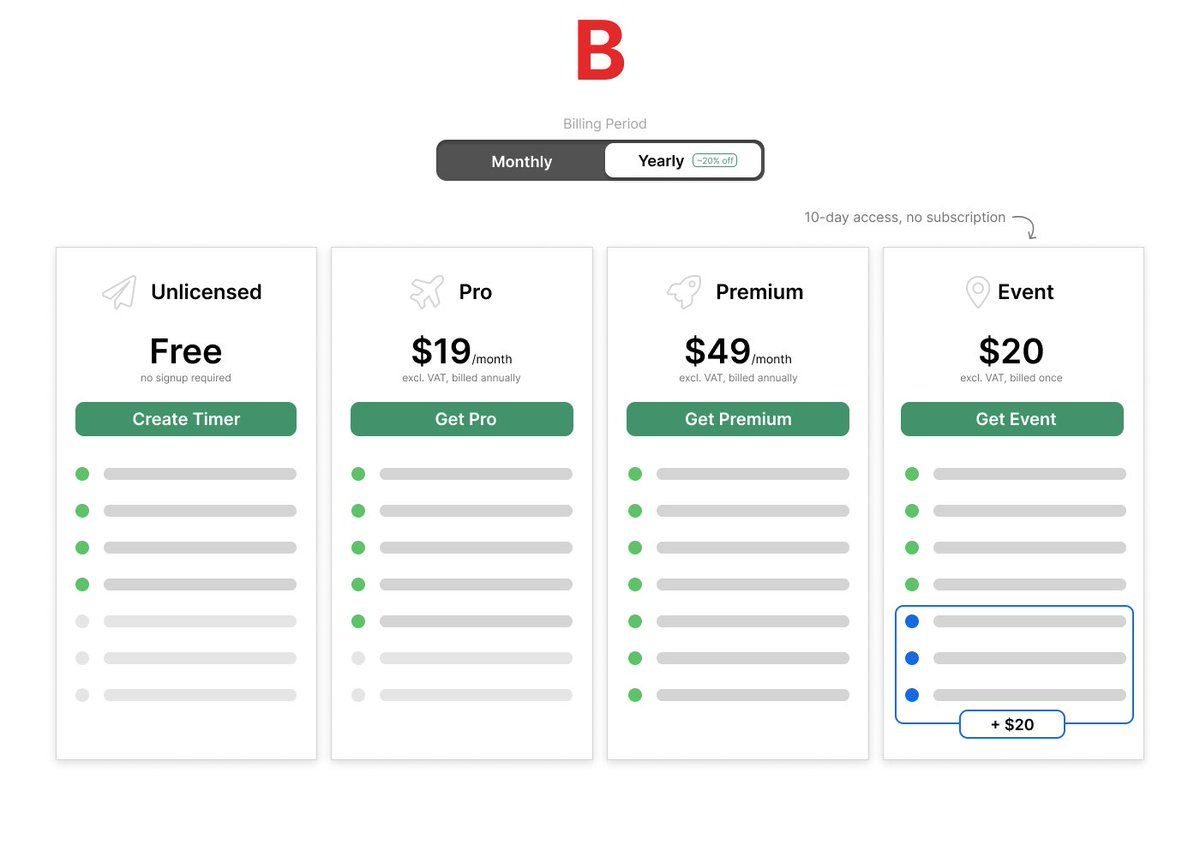 B
Billing Period
Monthly
Yearly ~20% off
10-day access, no subscription
Unlicensed
Free
no signup required
Create Timer
Pro
$19/month
excl. VAT, billed annually
Get Pro
Premium
$49/month
excl. VAT, billed annually
Get Premium
Event
$20
excl. VAT, billed once
Get Event
+ $20